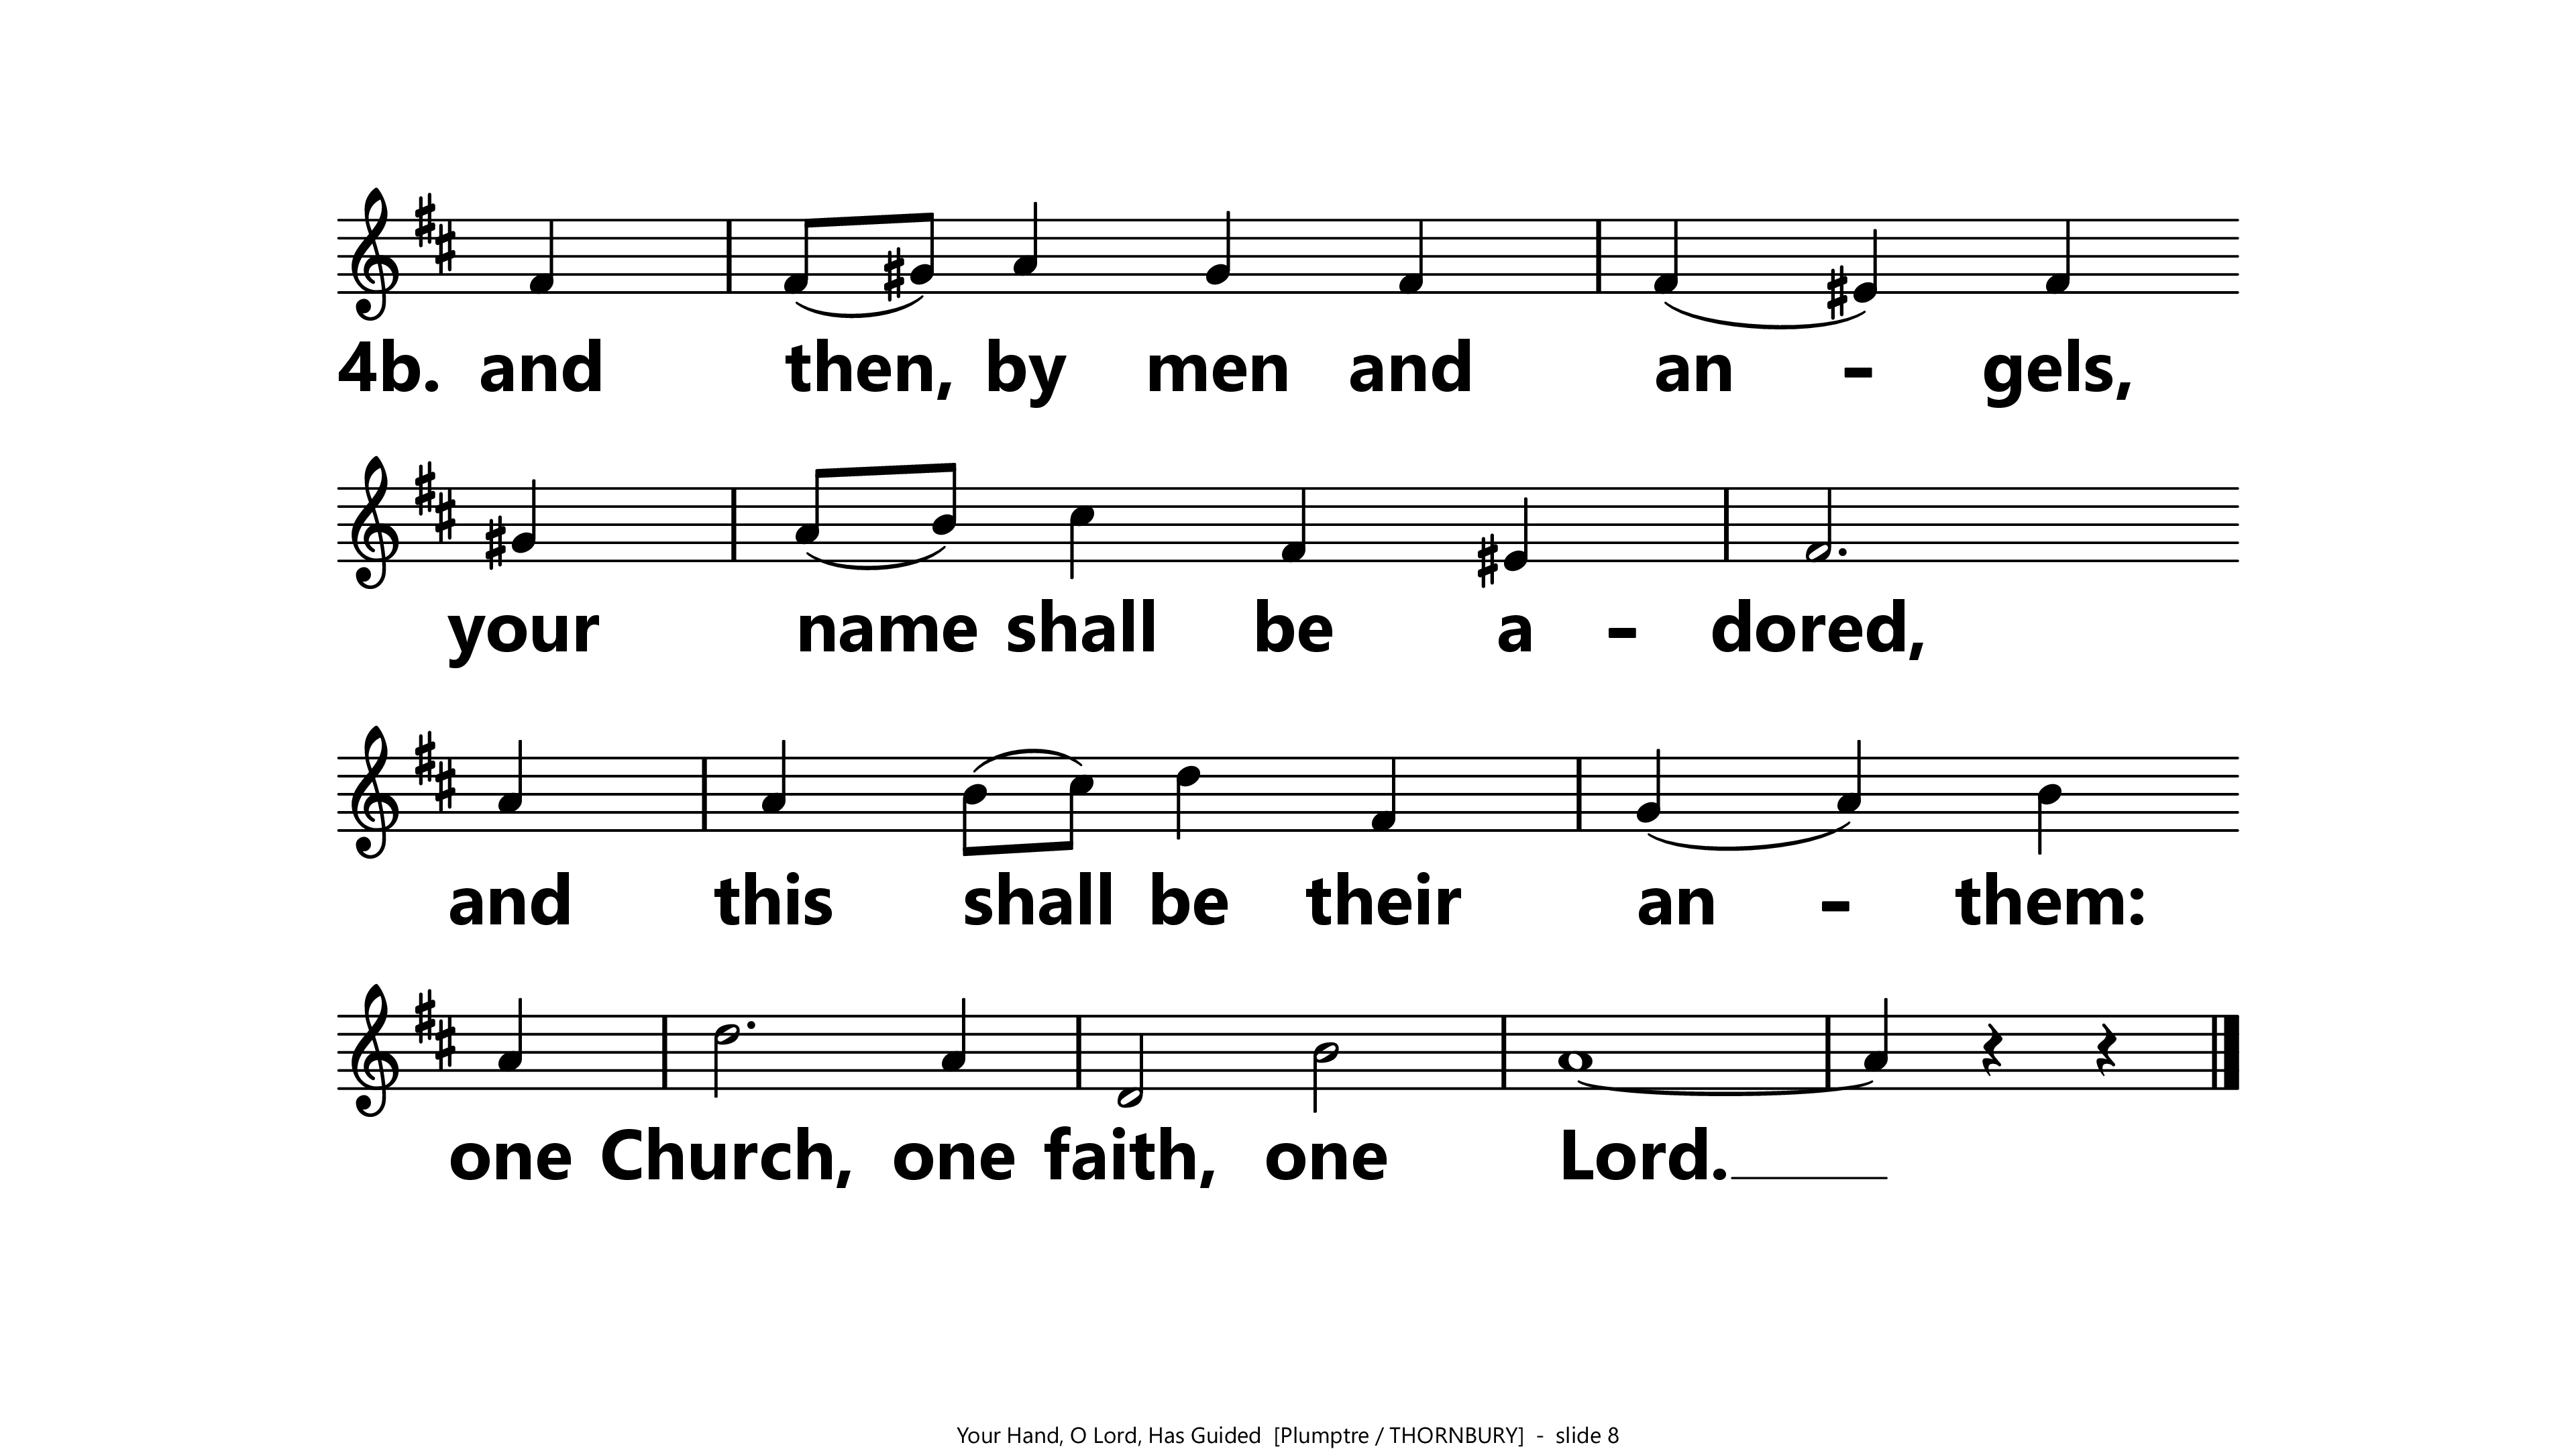 4b. and then, by men and an - gels,
your name shall be a - dored,
and this shall be their an - them:
one Church, one faith, one Lord.
Your Hand, O Lord, Has Guided [Plumptre / THORNBURY] - slide 8